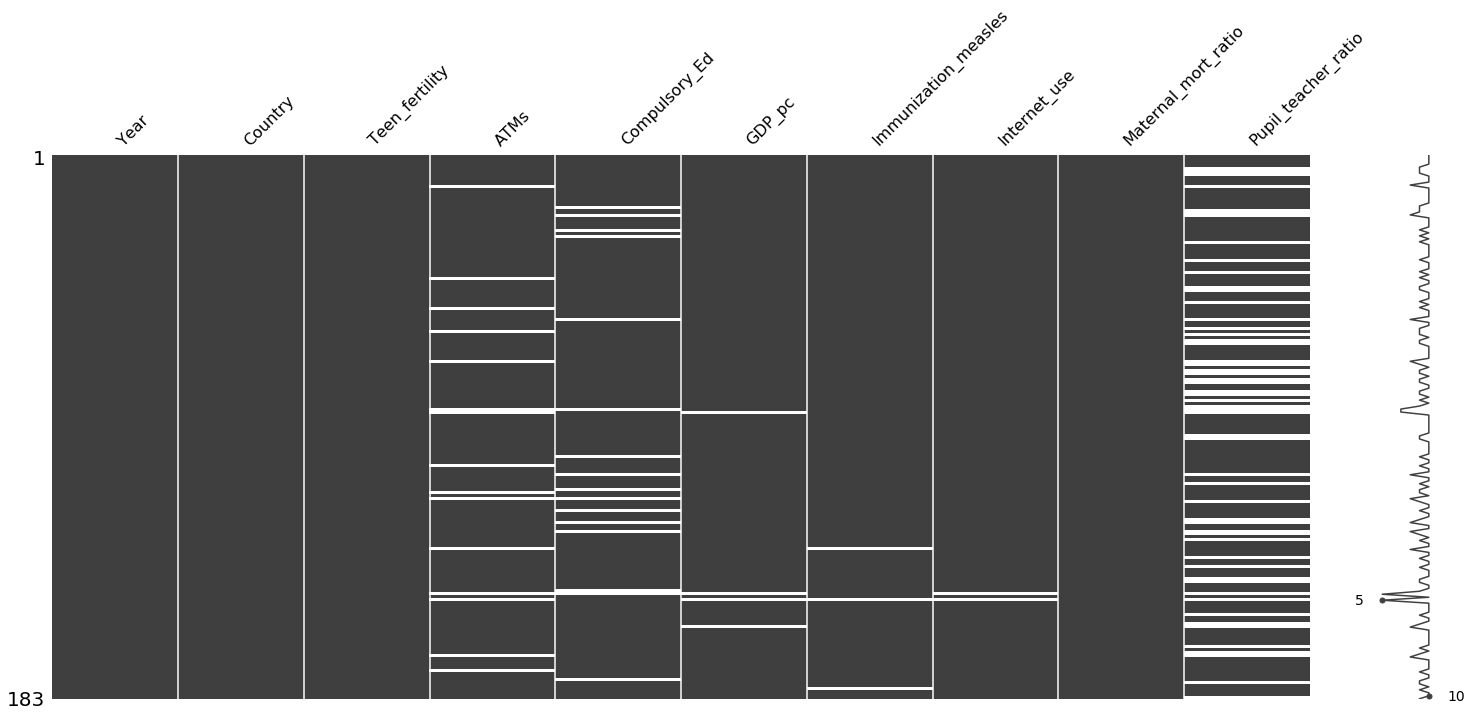 Year
Country
Teen_fertility
ATMs
Compulsory_Ed
GDP_pc
Immunization_measles
Internet_use
Maternal_mort_ratio
Pupil_teacher_ratio
1
5
183
10